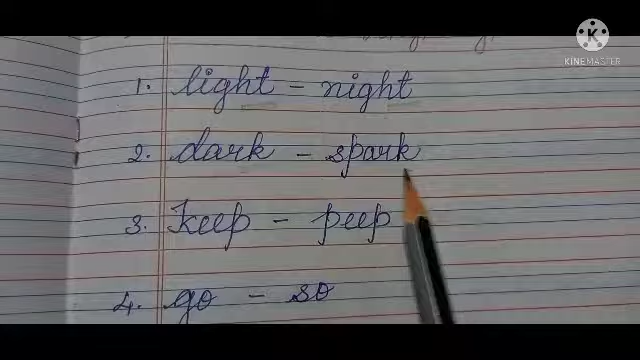 KINEMASTER
1. light - night
2. dark - spark
3. keep - peep
4. go - so